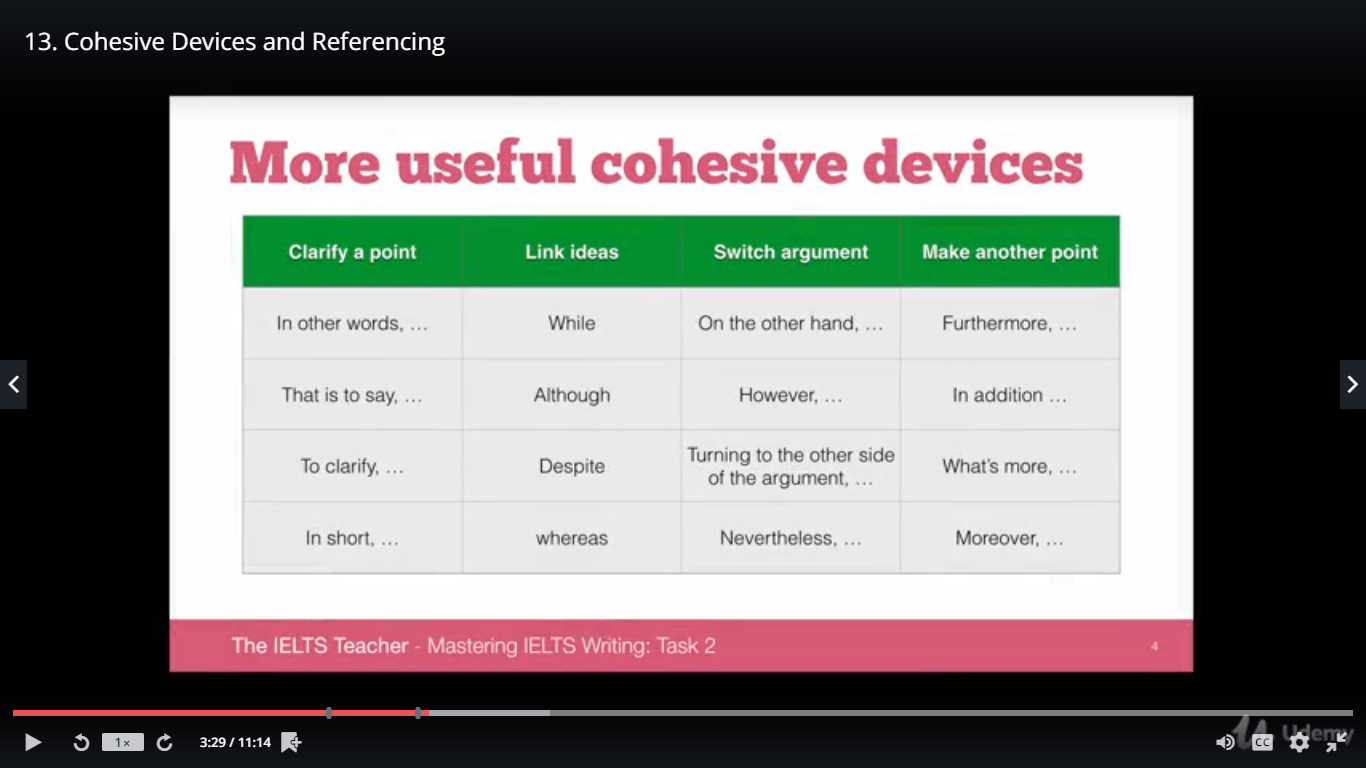 13. Cohesive Devices and Referencing
More useful cohesive devices
Clarify a point Link ideas Switch argument Make another point
In other words, ... While On the other hand, ... Furthermore, ...
That is to say, ... Although However, ... In addition ...
To clarify, ... Despite Turning to the other side
of the argument, ... What's more, ...
In short, ... whereas Nevertheless, ... Moreover, ...
The IELTS Teacher - Mastering IELTS Writing: Task 2 4
1x 3:29 / 11:14 CC Udemy